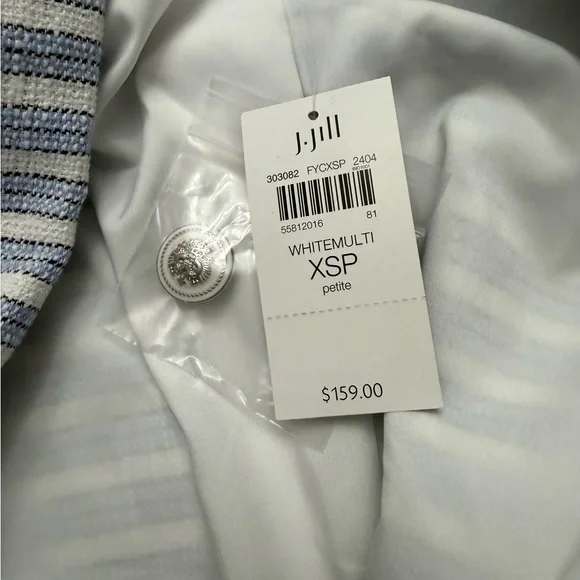 J.Jill
303082 FYCXSP 2404
55812016 81
WHITEMULTI
XSP
petite
$159.00